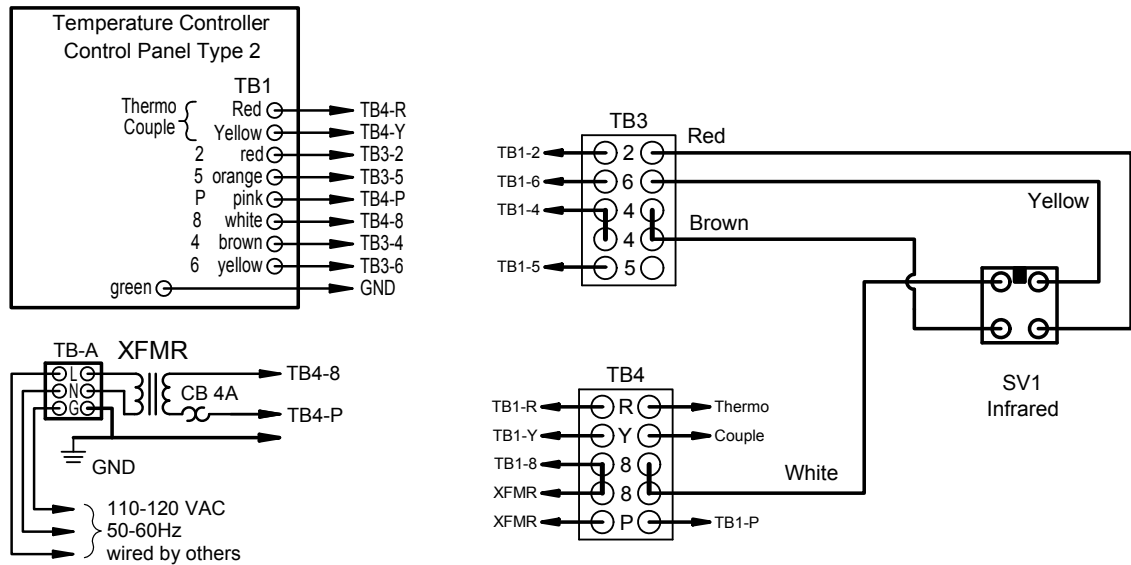 Temperature Controller
Control Panel Type 2
TB1
Thermo
Couple
Red TB4-R
Yellow TB4-Y
2 red TB3-2
5 orange TB3-5
P pink TB4-P
8 white TB4-8
4 brown TB3-4
6 yellow TB3-6
green GND
TB-A XFMR
L
N
G
TB4-8
CB 4A
TB4-P
GND
110-120 VAC
50-60Hz
wired by others
TB3
TB1-2 2 Red
TB1-6 6 Yellow
TB1-4 4
4 Brown
TB1-5 5
TB4
TB1-R R Thermo
TB1-Y Y Couple
TB1-8 8
XFMR 8 White
XFMR P TB1-P
SV1
Infrared